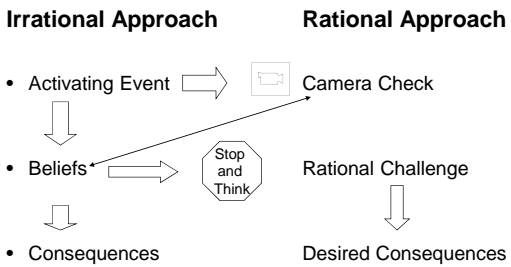 Irrational Approach Rational Approach
• Activating Event Camera Check
• Beliefs Stop and Think Rational Challenge
• Consequences Desired Consequences